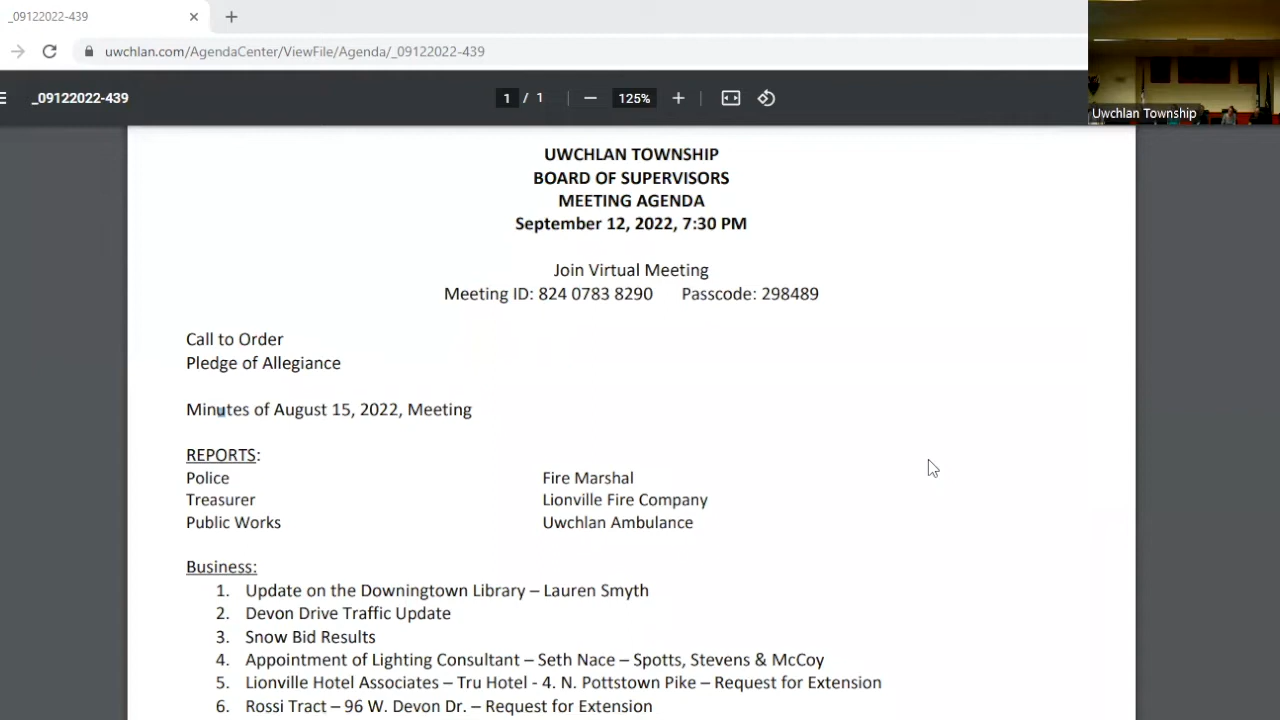 _09122022-439
uwchlan.com/AgendaCenter/ViewFile/Agenda/_09122022-439
_09122022-439
1 / 1
125%
Uwchlan Township
UWCHLAN TOWNSHIP
BOARD OF SUPERVISORS
MEETING AGENDA
September 12, 2022, 7:30 PM
Join Virtual Meeting
Meeting ID: 824 0783 8290 Passcode: 298489
Call to Order
Pledge of Allegiance
Minutes of August 15, 2022, Meeting
REPORTS:
Police Fire Marshal
Treasurer Lionville Fire Company
Public Works Uwchlan Ambulance
Business:
1. Update on the Downingtown Library – Lauren Smyth
2. Devon Drive Traffic Update
3. Snow Bid Results
4. Appointment of Lighting Consultant – Seth Nace – Spotts, Stevens & McCoy
5. Lionville Hotel Associates – Tru Hotel - 4. N. Pottstown Pike – Request for Extension
6. Rossi Tract – 96 W. Devon Dr. – Request for Extension